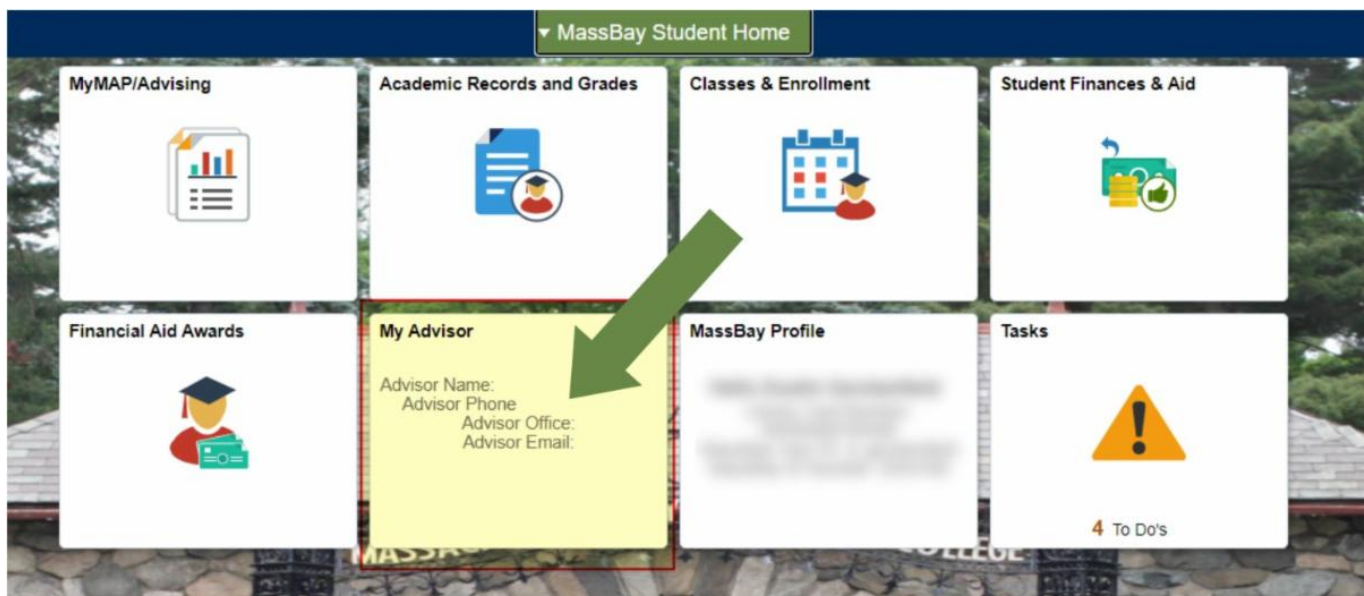 MassBay Student Home
MyMAP/Advising
Academic Records and Grades
Classes & Enrollment
Student Finances & Aid
Financial Aid Awards
My Advisor
Advisor Name:
Advisor Phone
Advisor Office:
Advisor Email:
MassBay Profile
Tasks
4 To Do's
COLLEGE